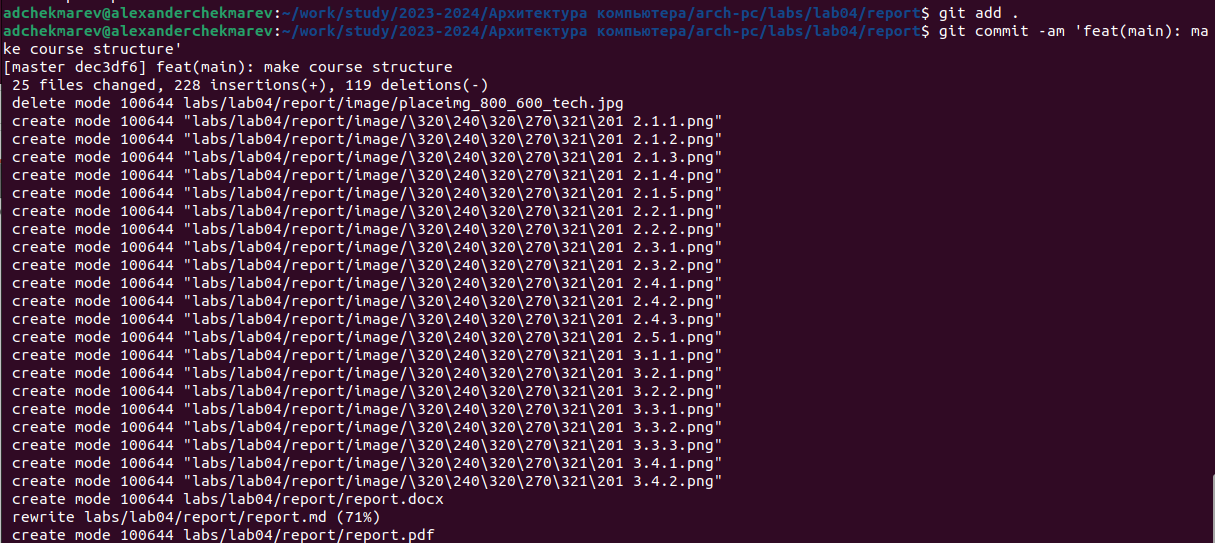 adchekmarev@alexanderchekmarev:~/work/study/2023-2024/Архитектура компьютера/arch-pc/labs/lab04/report$ git add .
adchekmarev@alexanderchekmarev:~/work/study/2023-2024/Архитектура компьютера/arch-pc/labs/lab04/report$ git commit -am 'feat(main): ma
ke course structure'
[master dec3df6] feat(main): make course structure
 25 files changed, 228 insertions(+), 119 deletions(-)
 delete mode 100644 labs/lab04/report/image/placeimg_800_600_tech.jpg
 create mode 100644 "labs/lab04/report/image/\320\240\320\270\321\201 2.1.1.png"
 create mode 100644 "labs/lab04/report/image/\320\240\320\270\321\201 2.1.2.png"
 create mode 100644 "labs/lab04/report/image/\320\240\320\270\321\201 2.1.3.png"
 create mode 100644 "labs/lab04/report/image/\320\240\320\270\321\201 2.1.4.png"
 create mode 100644 "labs/lab04/report/image/\320\240\320\270\321\201 2.1.5.png"
 create mode 100644 "labs/lab04/report/image/\320\240\320\270\321\201 2.2.1.png"
 create mode 100644 "labs/lab04/report/image/\320\240\320\270\321\201 2.2.2.png"
 create mode 100644 "labs/lab04/report/image/\320\240\320\270\321\201 2.3.1.png"
 create mode 100644 "labs/lab04/report/image/\320\240\320\270\321\201 2.3.2.png"
 create mode 100644 "labs/lab04/report/image/\320\240\320\270\321\201 2.4.1.png"
 create mode 100644 "labs/lab04/report/image/\320\240\320\270\321\201 2.4.2.png"
 create mode 100644 "labs/lab04/report/image/\320\240\320\270\321\201 2.4.3.png"
 create mode 100644 "labs/lab04/report/image/\320\240\320\270\321\201 2.5.1.png"
 create mode 100644 "labs/lab04/report/image/\320\240\320\270\321\201 3.1.1.png"
 create mode 100644 "labs/lab04/report/image/\320\240\320\270\321\201 3.2.1.png"
 create mode 100644 "labs/lab04/report/image/\320\240\320\270\321\201 3.2.2.png"
 create mode 100644 "labs/lab04/report/image/\320\240\320\270\321\201 3.3.1.png"
 create mode 100644 "labs/lab04/report/image/\320\240\320\270\321\201 3.3.2.png"
 create mode 100644 "labs/lab04/report/image/\320\240\320\270\321\201 3.3.3.png"
 create mode 100644 "labs/lab04/report/image/\320\240\320\270\321\201 3.4.1.png"
 create mode 100644 "labs/lab04/report/image/\320\240\320\270\321\201 3.4.2.png"
 create mode 100644 labs/lab04/report/report.docx
 rewrite labs/lab04/report/report.md (71%)
 create mode 100644 labs/lab04/report/report.pdf